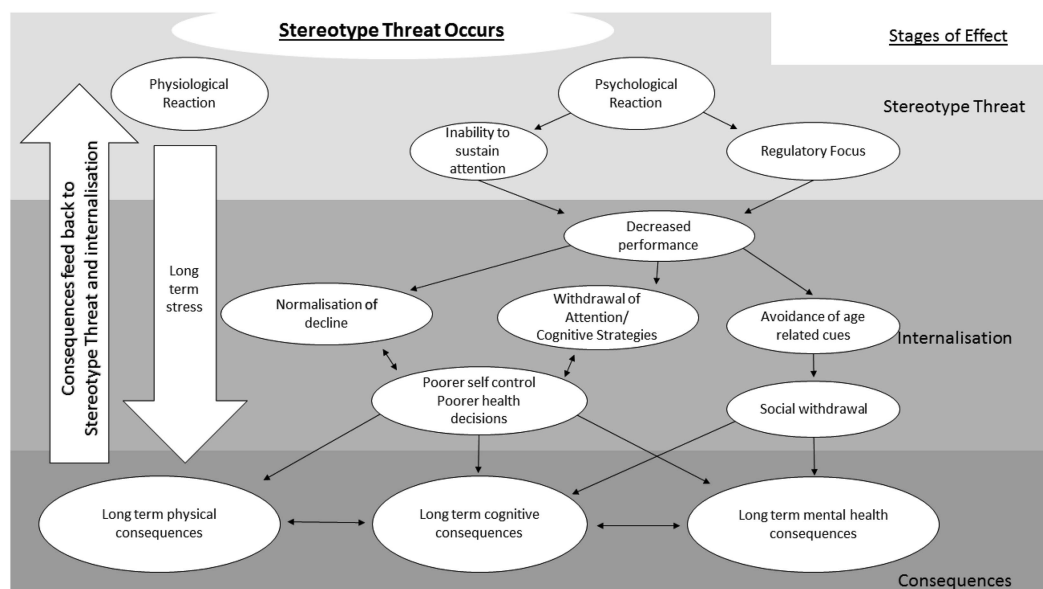 Stereotype Threat Occurs
Stages of Effect
Physiological
Reaction
Psychological
Reaction
Stereotype Threat
Inability to
sustain
attention
Regulatory Focus
Consequences feed back to
Stereotype Threat and internalisation
Long
term
stress
Decreased
performance
Normalisation of
decline
Withdrawal of
Attention/
Cognitive Strategies
Avoidance of age
related cues
Internalisation
Poorer self control
Poorer health
decisions
Social withdrawal
Long term physical
consequences
Long term cognitive
consequences
Long term mental health
consequences
Consequences